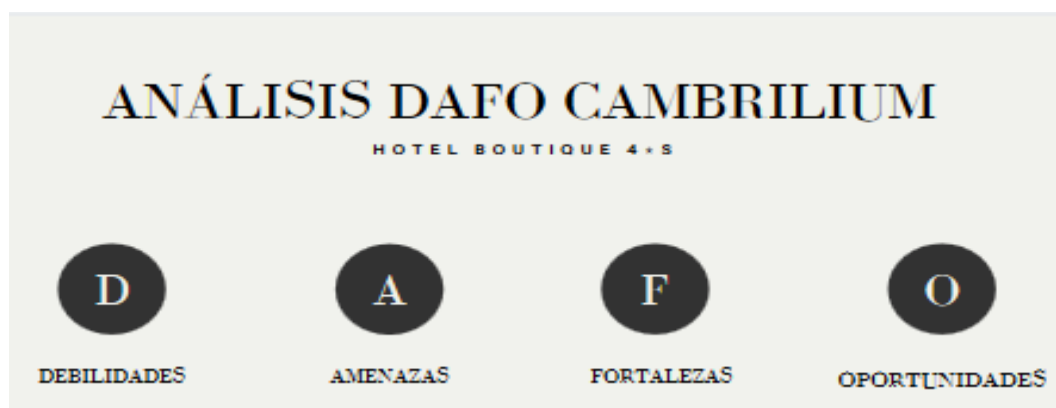 ANÁLISIS DAFO CAMBRILIUM
HOTEL BOUTIQUE 4*S
D A F O
DEBILIDADES AMENAZAS FORTALEZAS OPORTUNIDADES